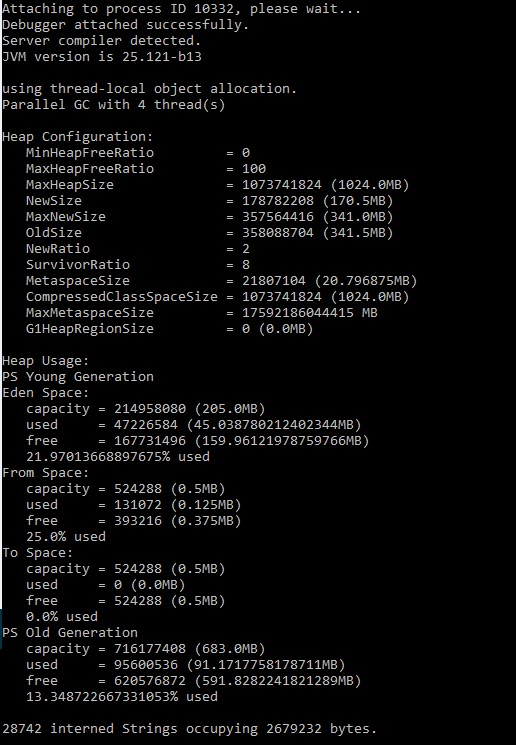 Attaching to process ID 10332, please wait...
Debugger attached successfully.
Server compiler detected.
JVM version is 25.121-b13
using thread-local object allocation.
Parallel GC with 4 thread(s)
Heap Configuration:
MinHeapFreeRatio = 0
MaxHeapFreeRatio = 100
MaxHeapSize = 1073741824 (1024.0MB)
NewSize = 178782208 (170.5MB)
MaxNewSize = 357564416 (341.0MB)
OldSize = 358088704 (341.5MB)
NewRatio = 2
SurvivorRatio = 8
MetaspaceSize = 21807104 (20.796875MB)
CompressedClassSpaceSize = 1073741824 (1024.0MB)
MaxMetaspaceSize = 17592186044415 MB
G1HeapRegionSize = 0 (0.0MB)
Heap Usage:
PS Young Generation
Eden Space:
capacity = 214958080 (205.0MB)
used = 47226584 (45.038780212402344MB)
free = 167731496 (159.96121978759766MB)
21.97013668897675% used
From Space:
capacity = 524288 (0.5MB)
used = 131072 (0.125MB)
free = 393216 (0.375MB)
25.0% used
To Space:
capacity = 524288 (0.5MB)
used = 0 (0.0MB)
free = 524288 (0.5MB)
0.0% used
PS Old Generation
capacity = 716177408 (683.0MB)
used = 95600536 (91.1717758178711MB)
free = 620576872 (591.8282241821289MB)
13.348722667331053% used
28742 interned Strings occupying 2679232 bytes.